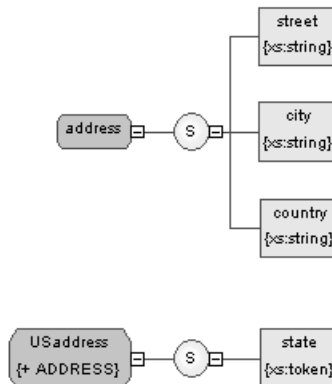 street
{xs:string}
address
S
city
{xs:string}
country
{xs:string}
USaddress
{+ ADDRESS}
S
state
{xs:token}